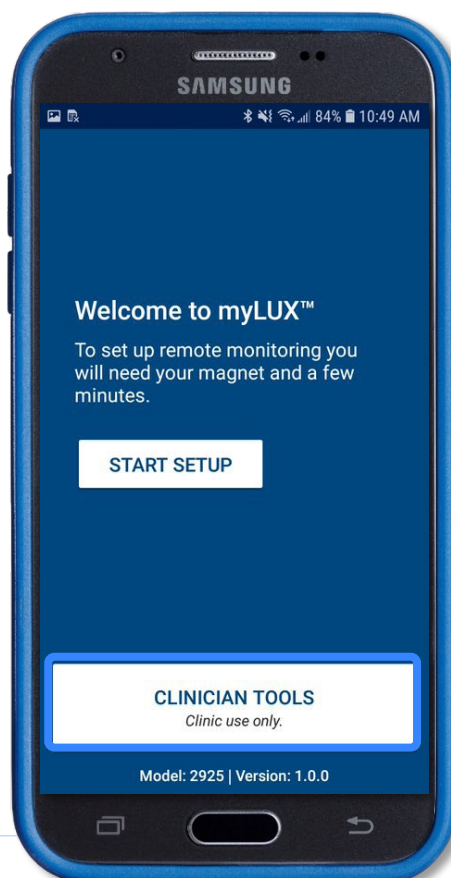 SAMSUNG
84% 10:49 AM
Welcome to myLUX™
To set up remote monitoring you
will need your magnet and a few
minutes.
START SETUP
CLINICIAN TOOLS
Clinic use only.
Model: 2925 | Version: 1.0.0